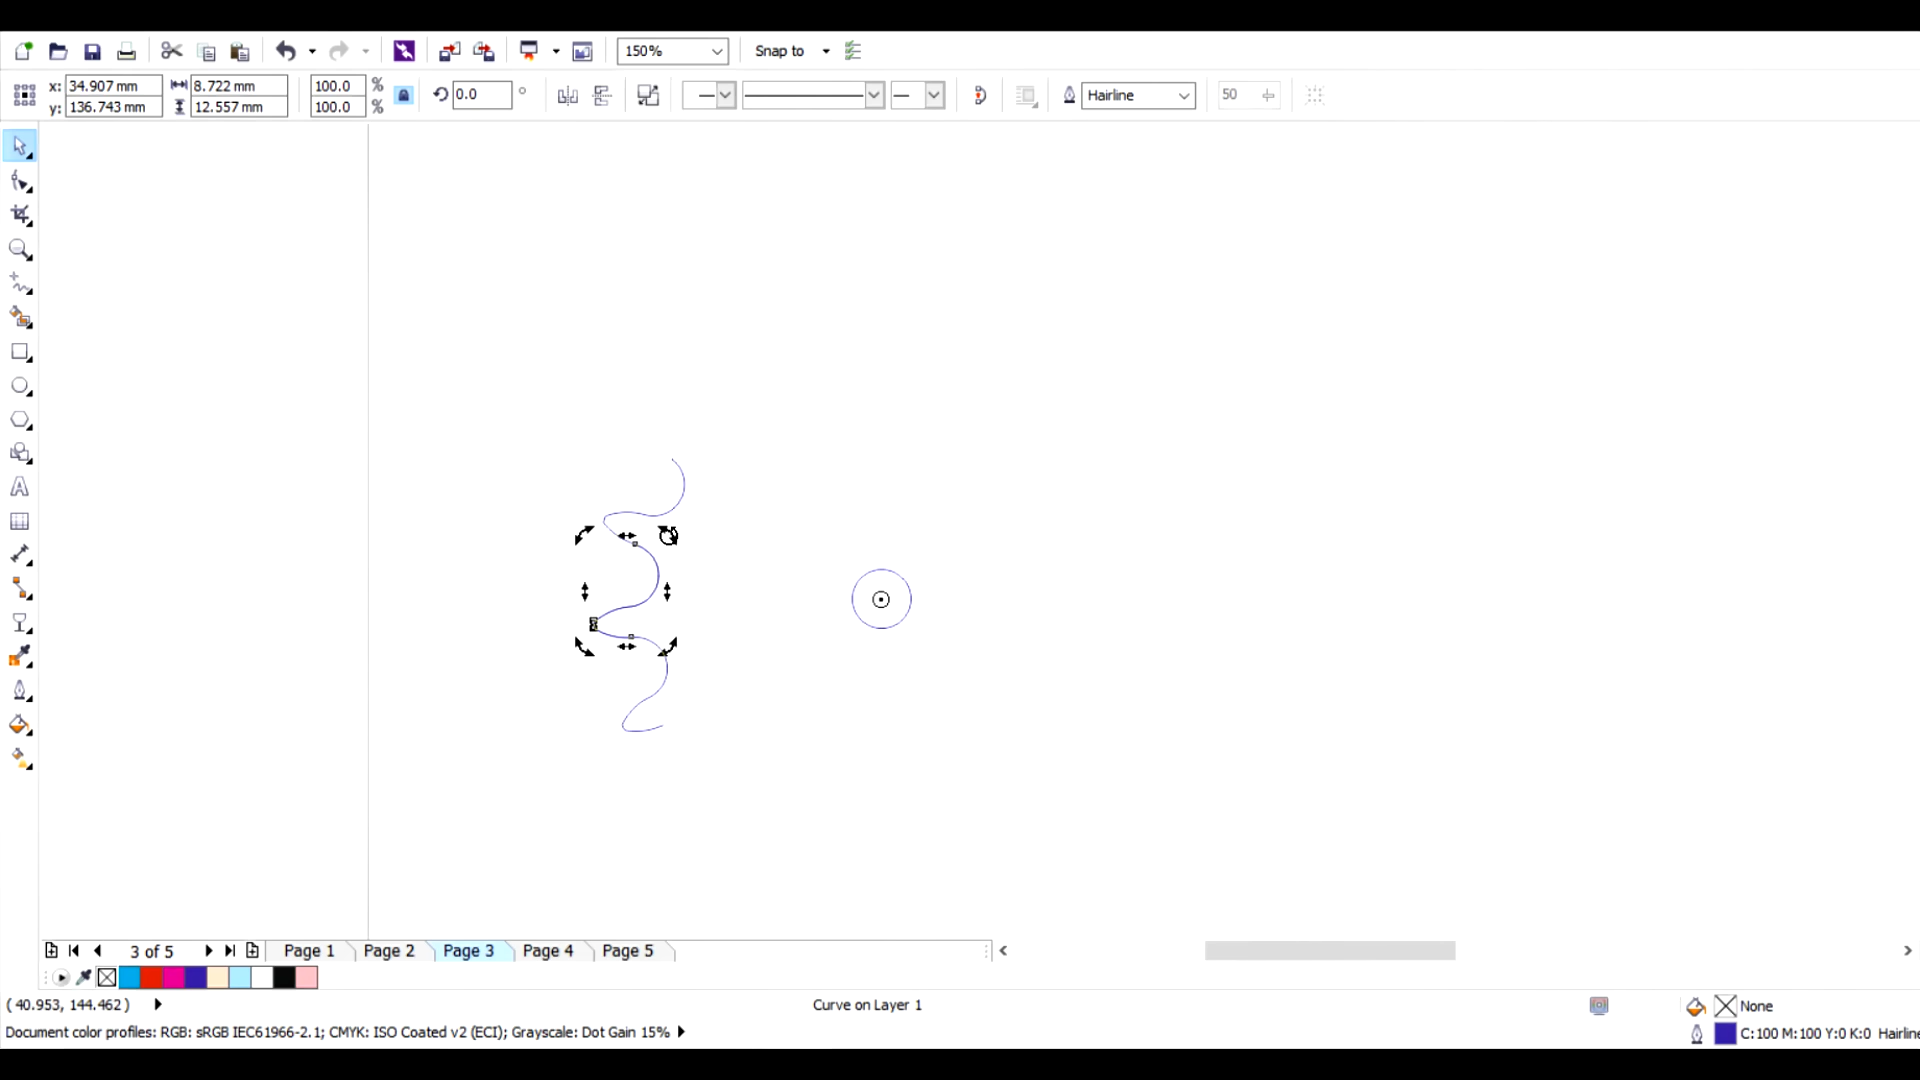 150%
Snap to
x: 34.907 mm 8.722 mm 100.0 %
0.0 °
Hairline
50
y: 136.743 mm 12.557 mm 100.0 %
3 of 5 Page 1 Page 2 Page 3 Page 4 Page 5
( 40.953, 144.462 ) Curve on Layer 1 None
Document color profiles: RGB: sRGB IEC61966-2.1; CMYK: ISO Coated v2 (ECI); Grayscale: Dot Gain 15% C:100 M:100 Y:0 K:0 Hairline